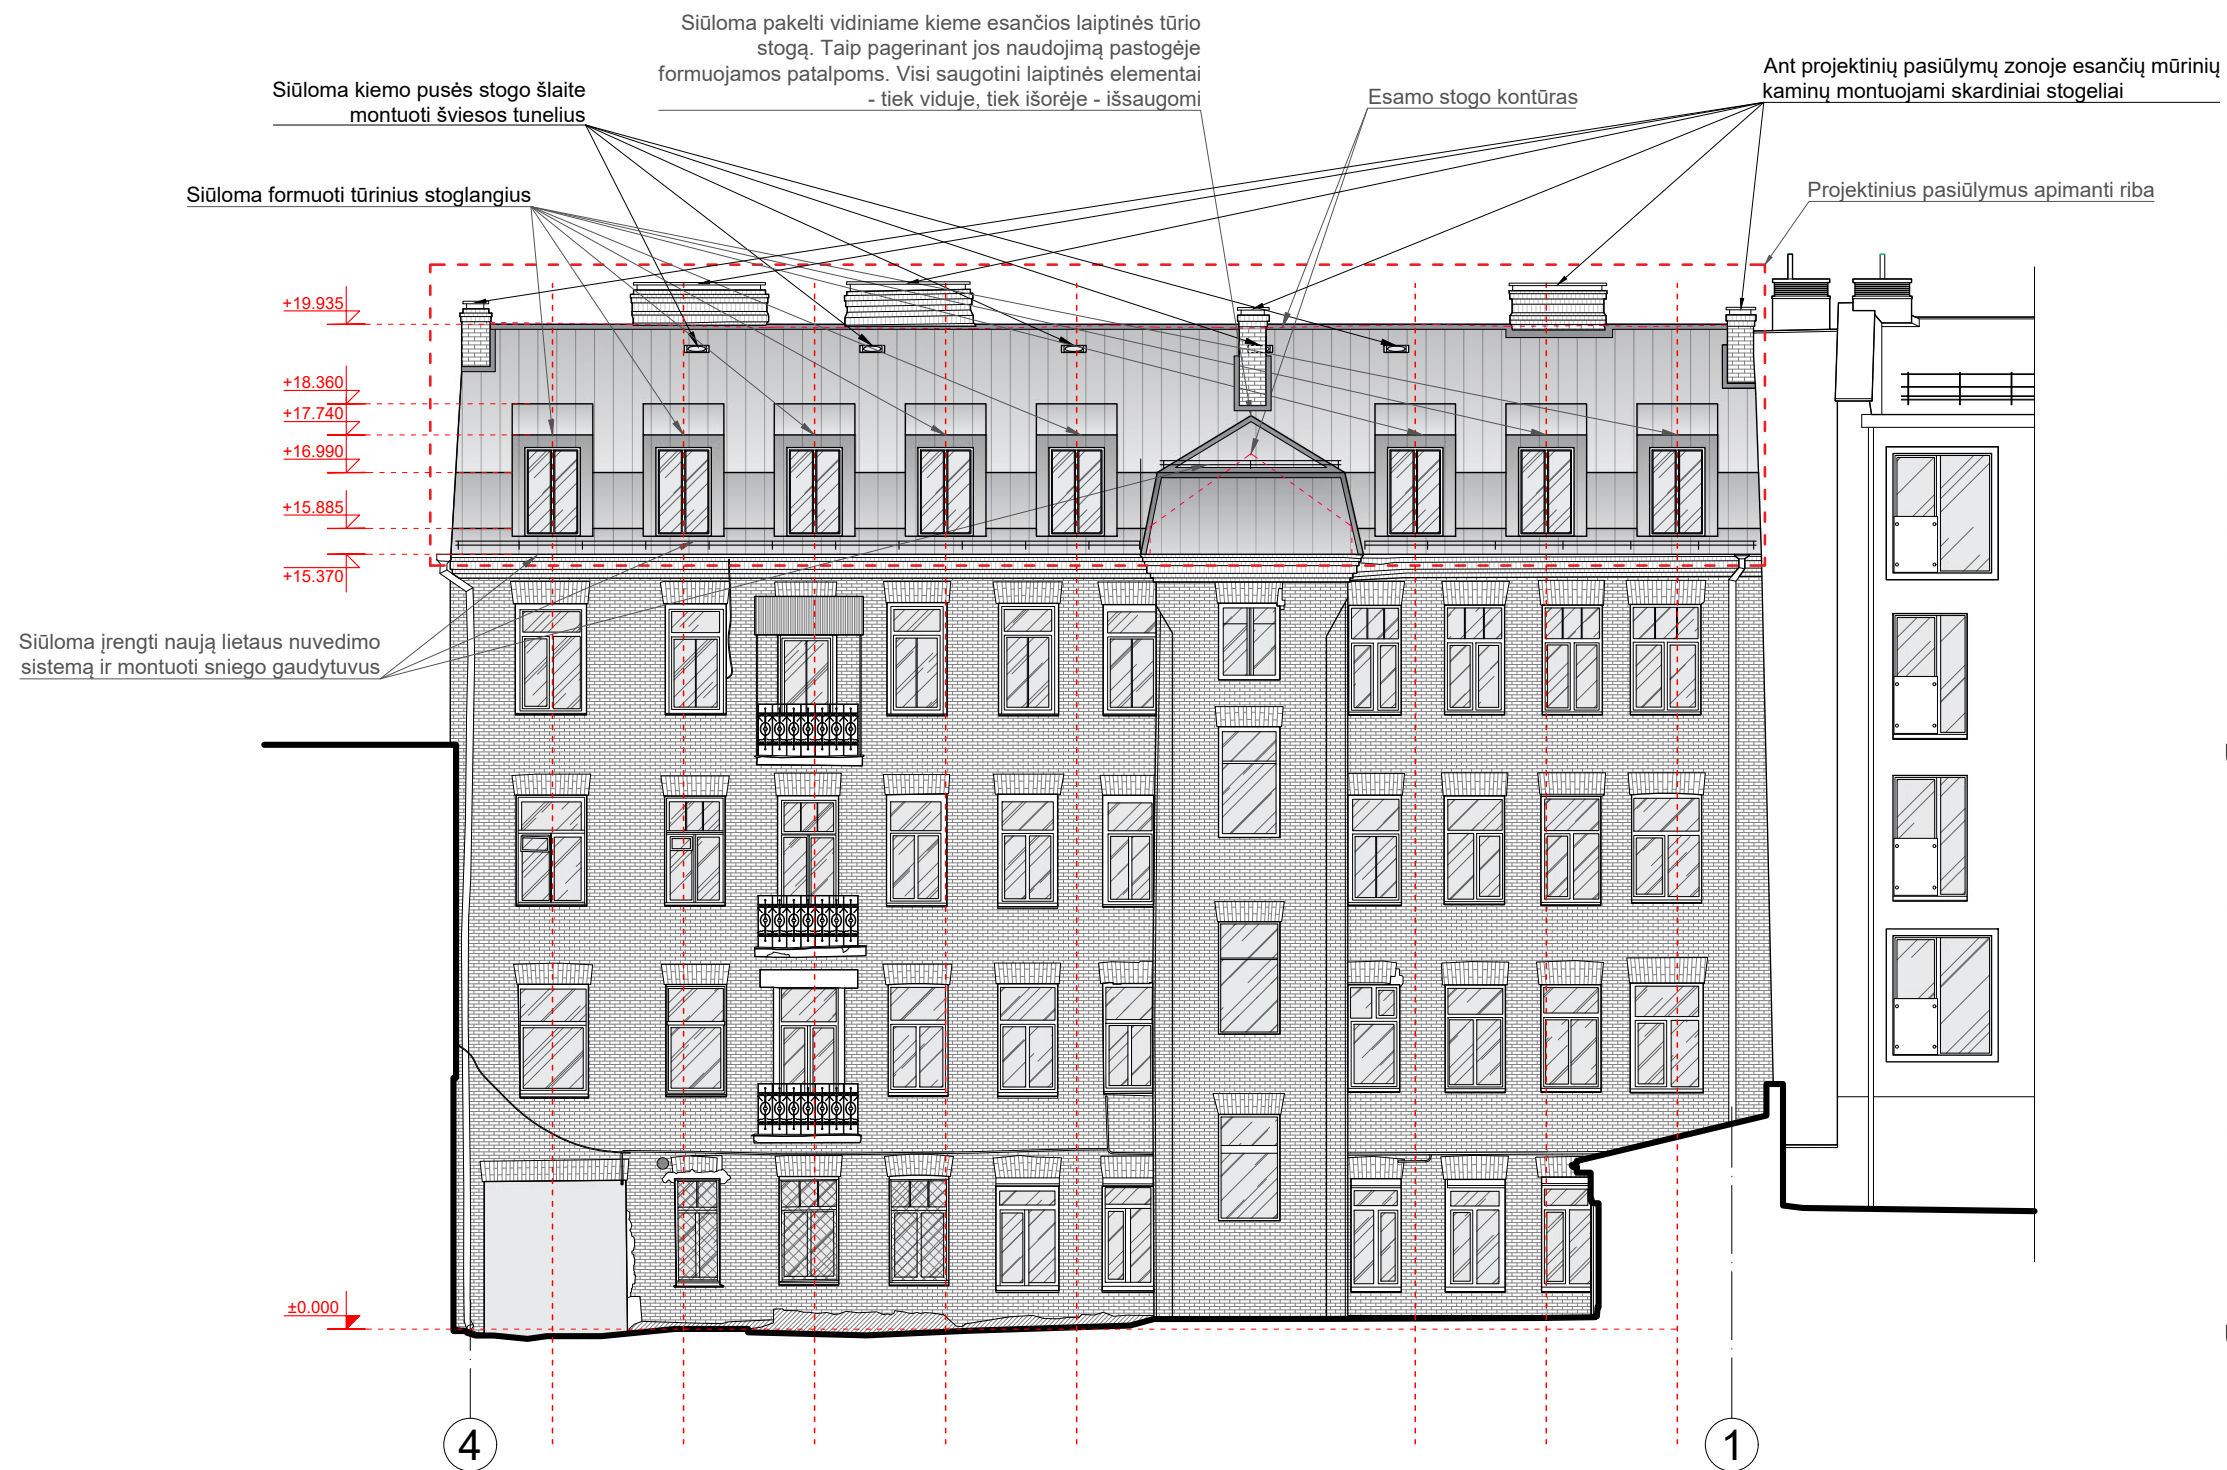 Siūloma pakelti vidiniame kieme esančios laiptinės tūrio
stogą. Taip pagerinant jos naudojimą pastogėje
formuojamos patalpoms. Visi saugotini laiptinės elementai
- tiek viduje, tiek išorėje - išsaugomi
Siūloma kiemo pusės stogo šlaite
montuoti šviesos tunelius
Esamo stogo kontūras
Ant projektinių pasiūlymų zonoje esančių mūrinių
kaminų montuojami skardiniai stogeliai
Siūloma formuoti tūrinius stoglangius
Projektinius pasiūlymus apimanti riba
+19.935
+18.360
+17.740
+16.990
+15.885
+15.370
Siūloma įrengti naują lietaus nuvedimo
sistemą ir montuoti sniego gaudytuvus
±0.000
4
1